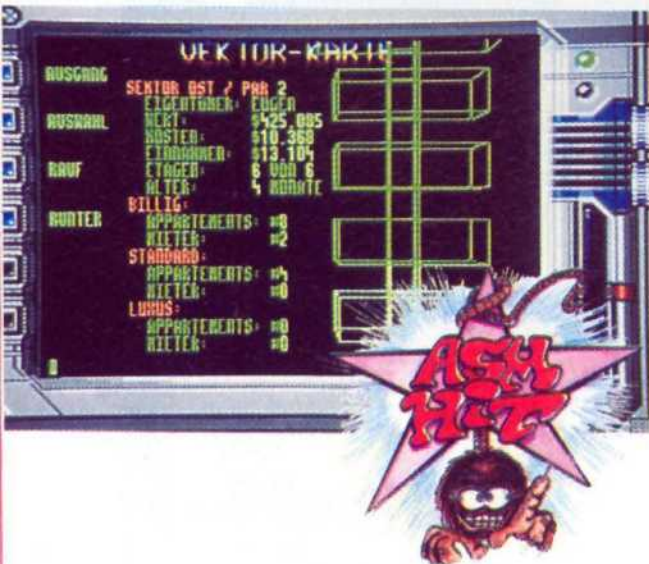 VEKTOR-KARTE
AUSGANG
AUSWAHL
RAUF
RUNTER
SEKTOR OST / PAR 2
EIGENTÜMER: EUGEN
WERT: $425.005
KOSTEN: $10.368
EINNAHMEN: $13.104
ETAGEN: 6 VON 6
ALTER: 4 MONATE
BILLIG:
APPARTEMENTS: #8
MIETER: #2
STANDARD:
APPARTEMENTS: #4
MIETER: #0
LUXUS:
APPARTEMENTS: #0
MIETER: #0
ASM
HiT